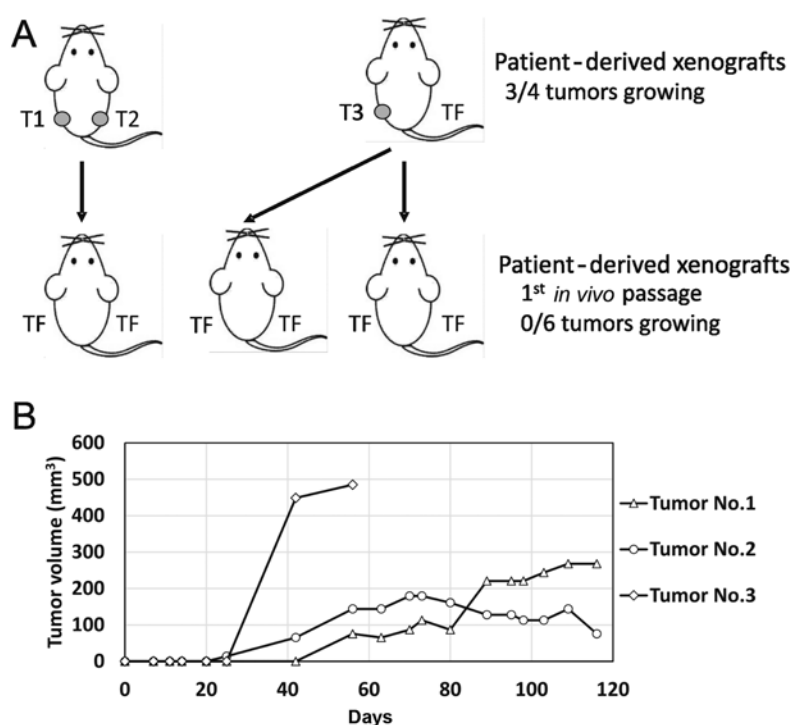 A
T1 T2
T3 TF
Patient-derived xenografts
3/4 tumors growing
TF TF
TF TF
TF TF
Patient-derived xenografts
1st in vivo passage
0/6 tumors growing
B
Tumor volume (mm³)
600
500
400
300
200
100
0
0 20 40 60 80 100 120
Days
Tumor No.1
Tumor No.2
Tumor No.3